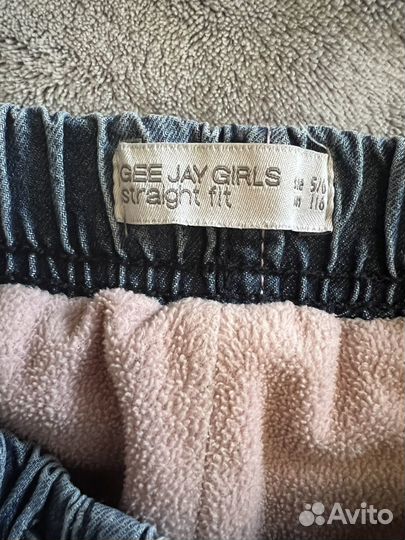 GEE JAY GIRLS
straight fit
5/6
116
Avito